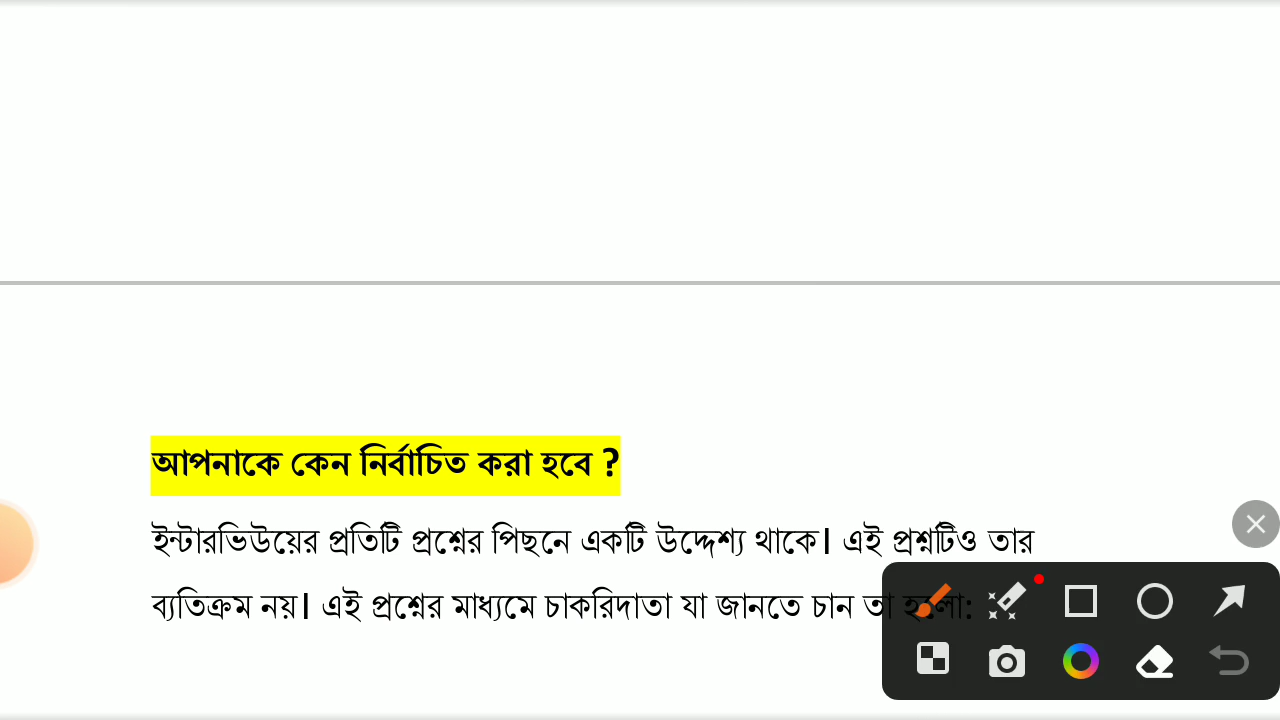 আপনাকে কেন নির্বাচিত করা হবে ?
ইন্টারভিউয়ের প্রতিটি প্রশ্নের পিছনে একটি উদ্দেশ্য থাকে। এই প্রশ্নটিও তার
ব্যতিক্রম নয়। এই প্রশ্নের মাধ্যমে চাকরিদাতা যা জানতে চান তা হলো: